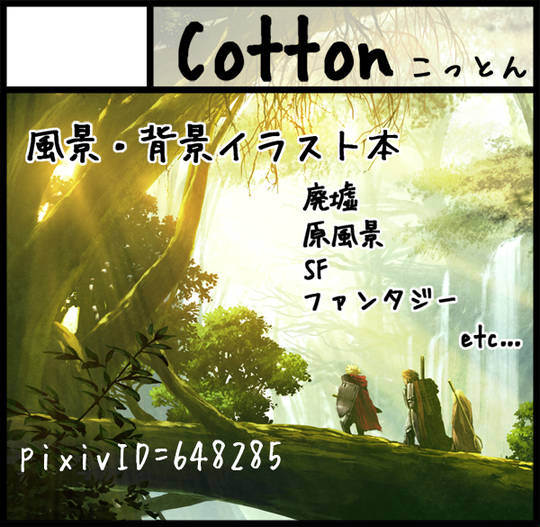 Cotton こっとん
風景・背景イラスト本
廃墟
原風景
SF
ファンタジー
etc...
pixivID=648285